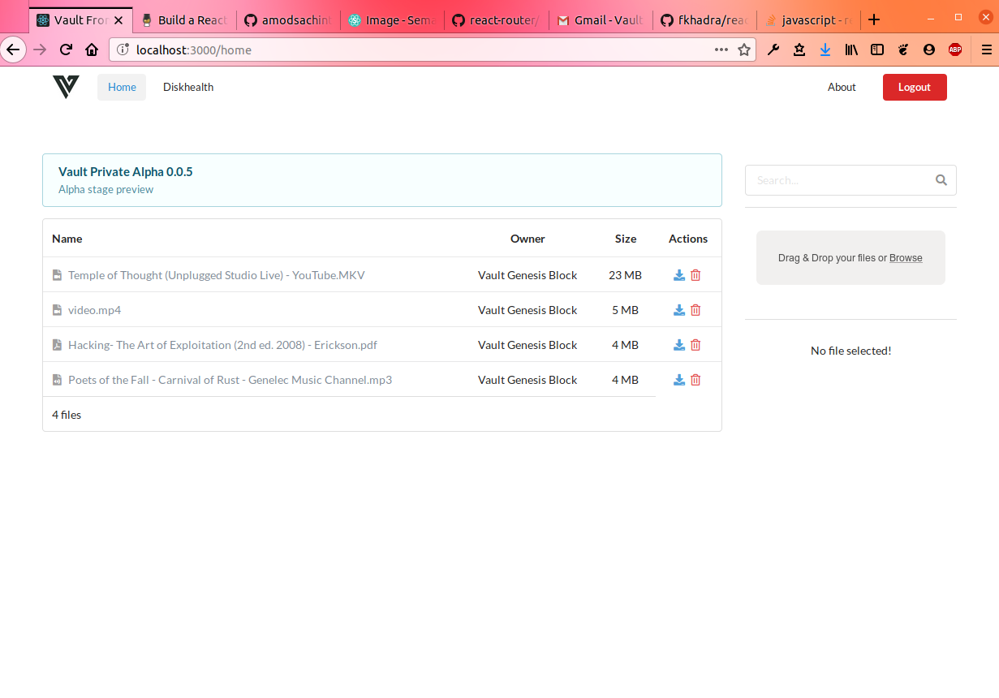 Vault Fron
Build a React
amodsachint
Image - Sema
react-router/
Gmail - Vault
fkhadra/reac
javascript - re
localhost:3000/home
ABP
Home
Diskhealth
About
Logout
Vault Private Alpha 0.0.5
Alpha stage preview
Search...
Name Owner Size Actions
Temple of Thought (Unplugged Studio Live) - YouTube.MKV Vault Genesis Block 23 MB
video.mp4 Vault Genesis Block 5 MB
Hacking- The Art of Exploitation (2nd ed. 2008) - Erickson.pdf Vault Genesis Block 4 MB
Poets of the Fall - Carnival of Rust - Genelec Music Channel.mp3 Vault Genesis Block 4 MB
4 files
Drag & Drop your files or Browse
No file selected!